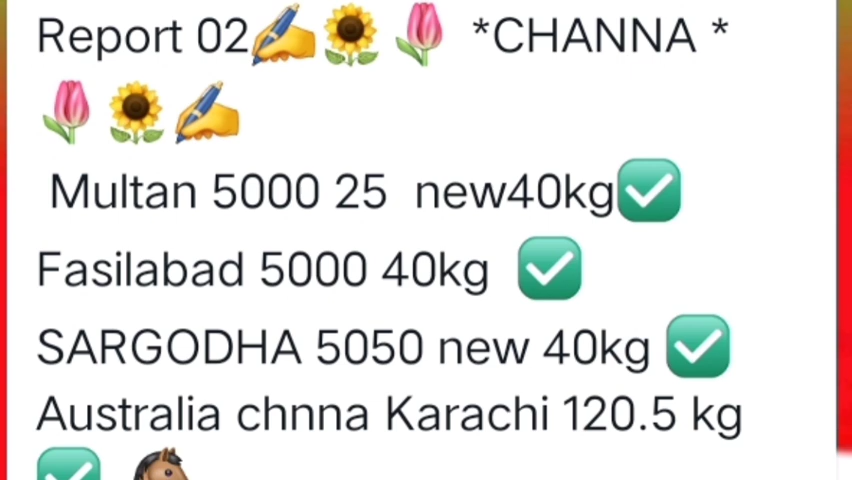 Report 02✍️🌻🌷 *CHANNA *
🌷🌻✍️
Multan 5000 25 new40kg✅
Fasilabad 5000 40kg ✅
SARGODHA 5050 new 40kg ✅
Australia chnna Karachi 120.5 kg
✅ 🐴